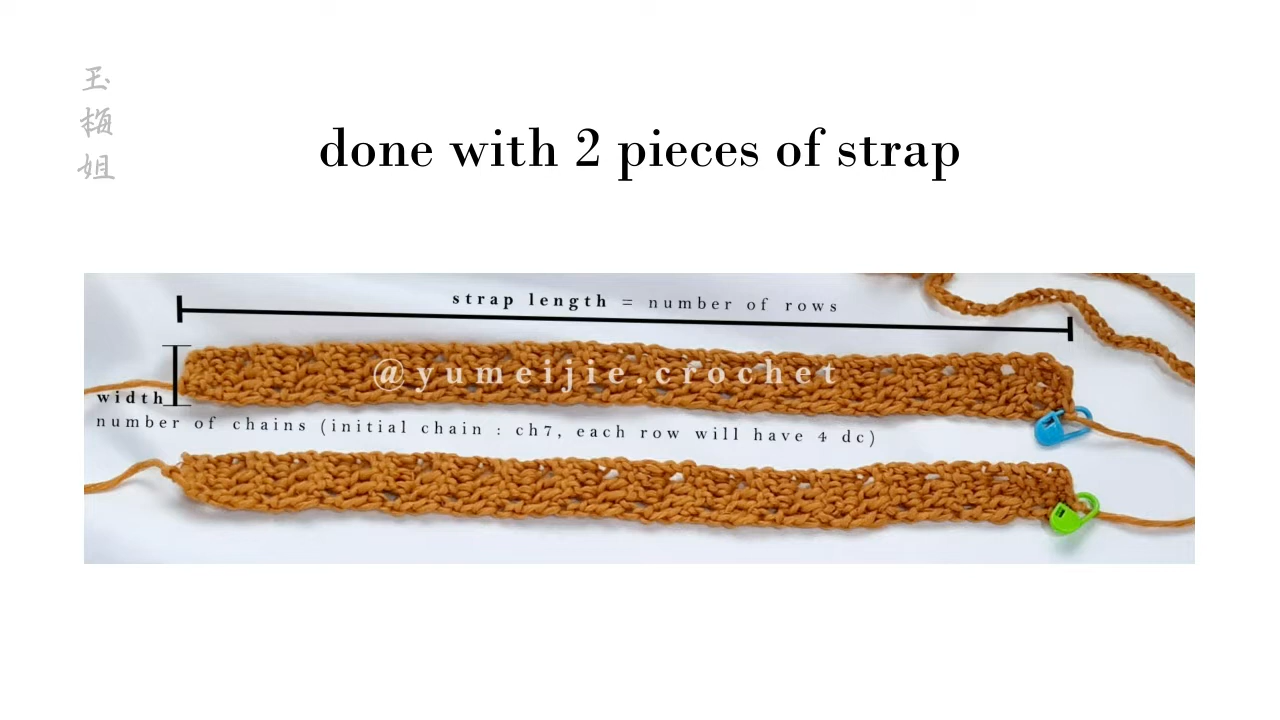 玉
梅
姐
done with 2 pieces of strap
strap length = number of rows
@yumeijie.crochet
width
number of chains (initial chain : ch7, each row will have 4 dc)